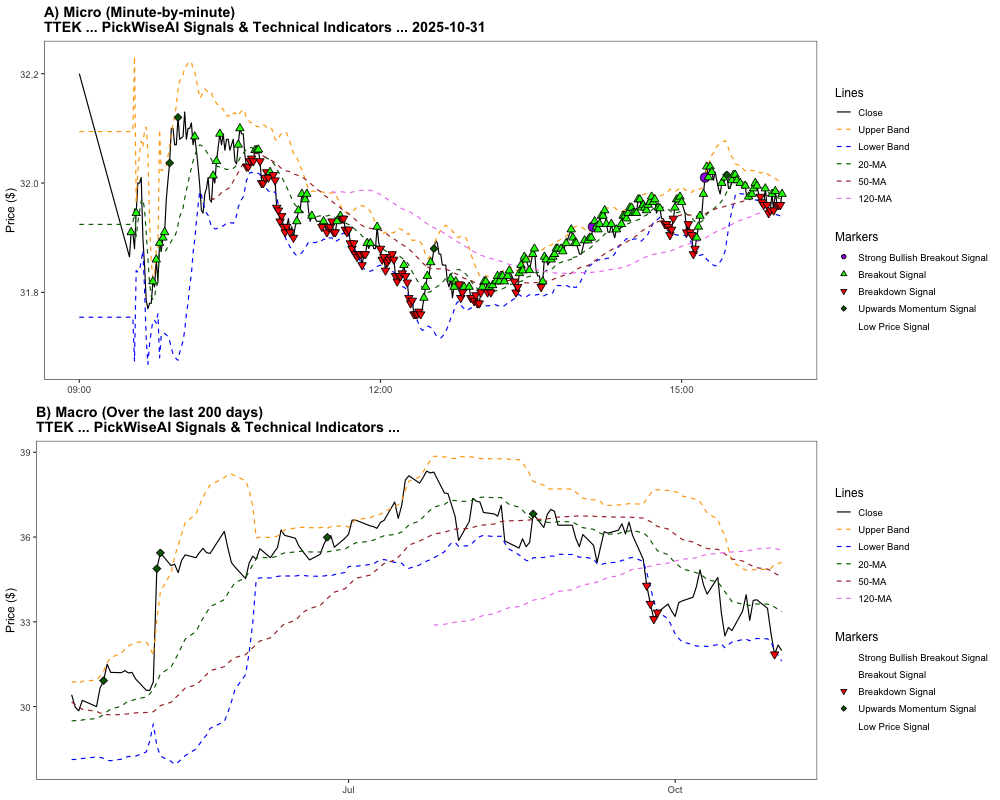 A) Micro (Minute-by-minute)
TTEK ... PickWiseAI Signals & Technical Indicators ... 2025-10-31
Price ($)
32.2
32.0
31.8
09:00
12:00
15:00
Lines
Close
Upper Band
Lower Band
20-MA
50-MA
120-MA
Markers
Strong Bullish Breakout Signal
Breakout Signal
Breakdown Signal
Upwards Momentum Signal
Low Price Signal
B) Macro (Over the last 200 days)
TTEK ... PickWiseAI Signals & Technical Indicators ...
Price ($)
39
36
33
30
Jul
Oct
Lines
Close
Upper Band
Lower Band
20-MA
50-MA
120-MA
Markers
Strong Bullish Breakout Signal
Breakout Signal
Breakdown Signal
Upwards Momentum Signal
Low Price Signal